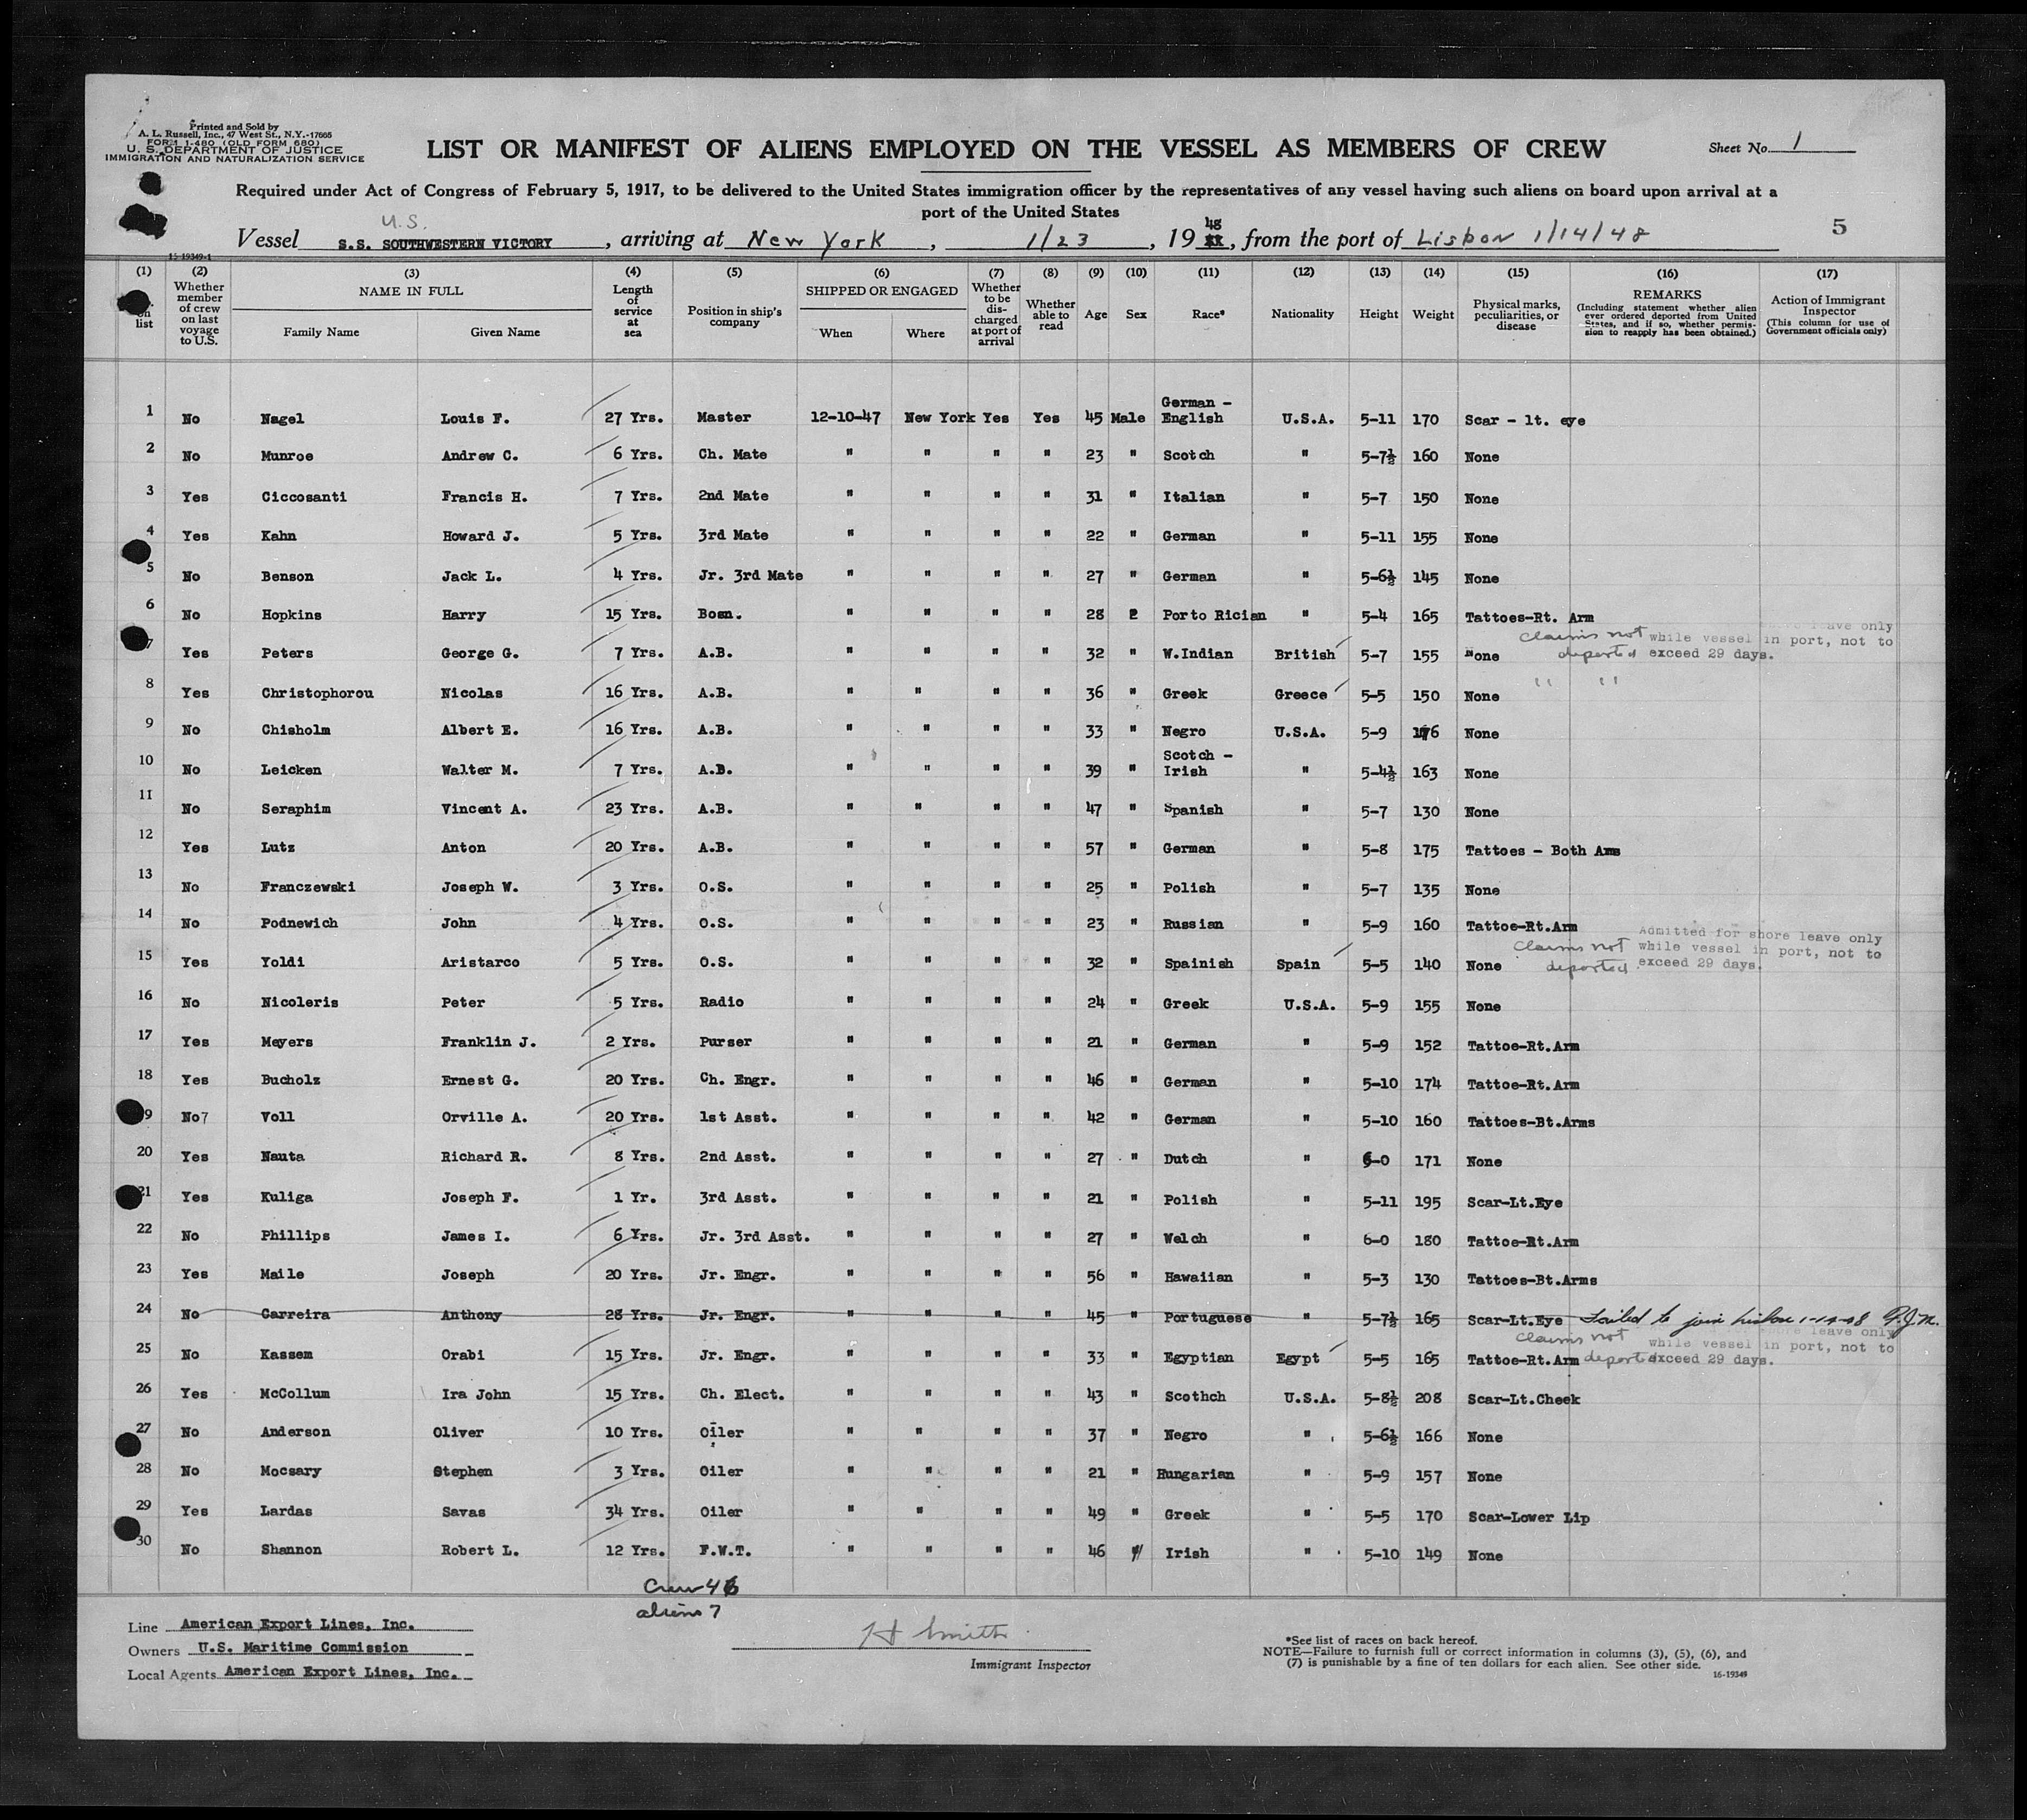 Printed and Sold by
A. L. Russell, Inc., 47 West St., N.Y.-17665
FORM I-480 (OLD FORM 680)
U. S. DEPARTMENT OF JUSTICE
IMMIGRATION AND NATURALIZATION SERVICE
LIST OR MANIFEST OF ALIENS EMPLOYED ON THE VESSEL AS MEMBERS OF CREW
Sheet No. 1
Required under Act of Congress of February 5, 1917, to be delivered to the United States immigration officer by the representatives of any vessel having such aliens on board upon arrival at a
port of the United States
U.S.
5
Vessel S.S. SOUTHWESTERN VICTORY, arriving at New York, 1/23, 19 48, from the port of Lisbon 1/14/48
15-19349-1
(1) (2) (3) (4) (5) (6) (7) (8) (9) (10) (11) (12) (13) (14) (15) (16) (17)
on list
Whether member of crew on last voyage to U.S.
NAME IN FULL
Family Name Given Name
Length of service at sea
Position in ship's company
SHIPPED OR ENGAGED
When Where
Whether to be discharged at port of arrival
Whether able to read
Age Sex Race* Nationality Height Weight
Physical marks, peculiarities, or disease
REMARKS
(Including statement whether alien ever ordered deported from United States, and if so, whether permission to reapply has been obtained.)
Action of Immigrant Inspector
(This column for use of Government officials only)
1 No Nagel Louis F. 27 Yrs. Master 12-10-47 New York Yes Yes 45 Male German - English U.S.A. 5-11 170 Scar - lt. eye
2 No Munroe Andrew C. 6 Yrs. Ch. Mate " " " " 23 " Scotch " 5-7½ 160 None
3 Yes Ciccosanti Francis H. 7 Yrs. 2nd Mate " " " " 31 " Italian " 5-7 150 None
4 Yes Kahn Howard J. 5 Yrs. 3rd Mate " " " " 22 " German " 5-11 155 None
5 No Benson Jack L. 4 Yrs. Jr. 3rd Mate " " " " 27 " German " 5-6½ 145 None
6 No Hopkins Harry 15 Yrs. Bosn. " " " " 28 2 Porto Rician " 5-4 165 Tattoes-Rt. Arm
7 Yes Peters George G. 7 Yrs. A.B. " " " " 32 " W.Indian British 5-7 155 None Claims not deported leave only while vessel in port, not to exceed 29 days.
8 Yes Christophorou Nicolas 16 Yrs. A.B. " " " " 36 " Greek Greece 5-5 150 None " "
9 No Chisholm Albert E. 16 Yrs. A.B. " " " " 33 " Negro U.S.A. 5-9 176 None
10 No Leicken Walter M. 7 Yrs. A.B. " " " " 39 " Scotch - Irish " 5-4½ 163 None
11 No Seraphim Vincent A. 23 Yrs. A.B. " " " " 47 " Spanish " 5-7 130 None
12 Yes Lutz Anton 20 Yrs. A.B. " " " " 57 " German " 5-8 175 Tattoes - Both Ams
13 No Franczewski Joseph W. 3 Yrs. O.S. " " " " 25 " Polish " 5-7 135 None
14 No Podnewich John 4 Yrs. O.S. " " " " 23 " Russian " 5-9 160 Tattoe-Rt.Arm
15 Yes Yoldi Aristarco 5 Yrs. O.S. " " " " 32 " Spainish Spain 5-5 140 None Claims not deported Admitted for shore leave only while vessel in port, not to exceed 29 days.
16 No Nicoleris Peter 5 Yrs. Radio " " " " 24 " Greek U.S.A. 5-9 155 None
17 Yes Meyers Franklin J. 2 Yrs. Purser " " " " 21 " German " 5-9 152 Tattoe-Rt.Arm
18 Yes Bucholz Ernest G. 20 Yrs. Ch. Engr. " " " " 46 " German " 5-10 174 Tattoe-Rt.Arm
9 No7 Voll Orville A. 20 Yrs. 1st Asst. " " " " 42 " German " 5-10 160 Tattoes-Bt.Arms
20 Yes Nauta Richard R. 8 Yrs. 2nd Asst. " " " " 27 " Dutch " 6-0 171 None
21 Yes Kuliga Joseph F. 1 Yr. 3rd Asst. " " " " 21 " Polish " 5-11 195 Scar-Lt.Eye
22 No Phillips James I. 6 Yrs. Jr. 3rd Asst. " " " " 27 " Welch " 6-0 180 Tattoe-Rt.Arm
23 Yes Maile Joseph 20 Yrs. Jr. Engr. " " " " 56 " Hawaiian " 5-3 130 Tattoes-Bt.Arms
24 No Carreira Anthony 28 Yrs. Jr. Engr. " " " " 45 " Portuguese " 5-7½ 165 Scar-Lt.Eye Failed to join Lisbon 1-14-48 P.J.N.
25 No Kassem Orabi 15 Yrs. Jr. Engr. " " " " 33 " Egyptian Egypt 5-5 165 Tattoe-Rt.Arm Claims not deported shore leave only while vessel in port, not to exceed 29 days.
26 Yes McCollum Ira John 15 Yrs. Ch. Elect. " " " " 43 " Scothch U.S.A. 5-8½ 208 Scar-Lt.Cheek
27 No Anderson Oliver 10 Yrs. Oiler " " " " 37 " Negro " 5-6½ 166 None
28 No Mocsary Stephen 3 Yrs. Oiler " " " " 21 " Hungarian " 5-9 157 None
29 Yes Lardas Savas 34 Yrs. Oiler " " " " 49 " Greek " 5-5 170 Scar-Lower Lip
30 No Shannon Robert L. 12 Yrs. F.W.T. " " " " 46 " Irish " 5-10 149 None
Crew 46
aliens 7
Line American Export Lines, Inc.
Owners U.S. Maritime Commission
Local Agents American Export Lines, Inc.
H Smith
Immigrant Inspector
*See list of races on back hereof.
NOTE—Failure to furnish full or correct information in columns (3), (5), (6), and
(7) is punishable by a fine of ten dollars for each alien. See other side.
16-19349